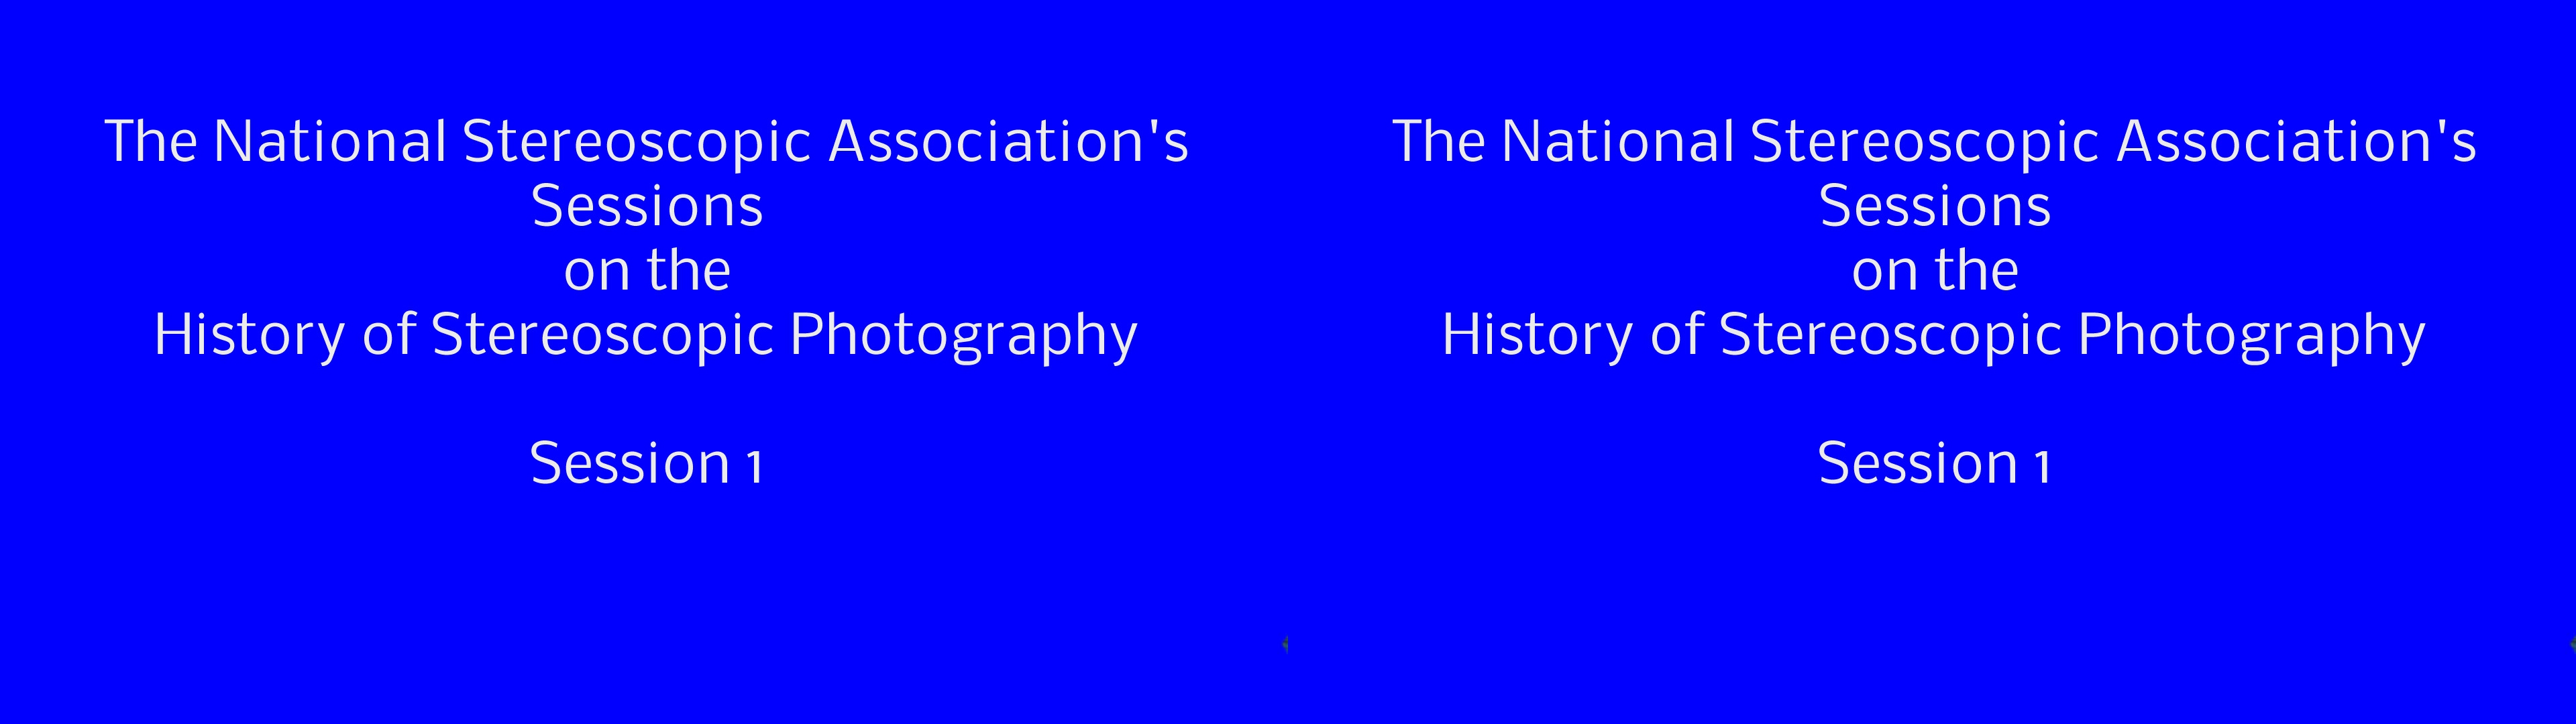 The National Stereoscopic Association's
Sessions
on the
History of Stereoscopic Photography
Session 1
The National Stereoscopic Association's
Sessions
on the
History of Stereoscopic Photography
Session 1